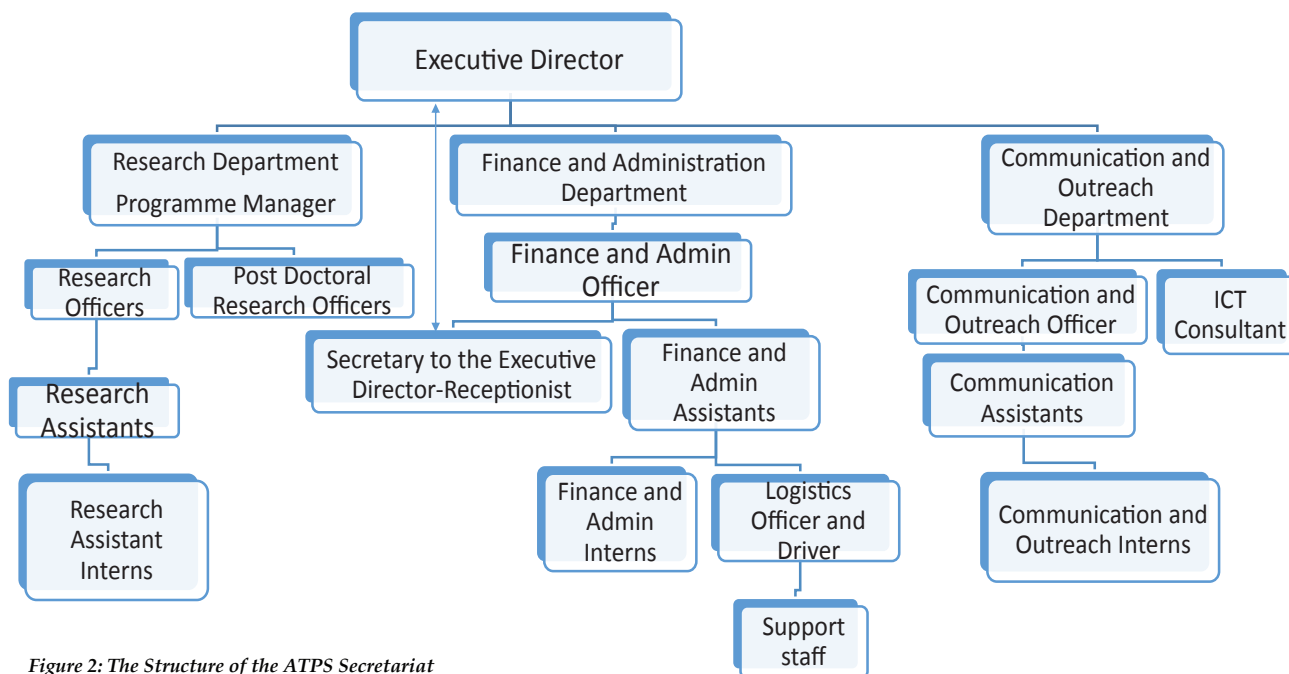 Executive Director
Research Department
Programme Manager
Finance and Administration
Department
Communication and
Outreach
Department
Research
Officers
Post Doctoral
Research Officers
Finance and Admin
Officer
Communication and
Outreach Officer
ICT
Consultant
Secretary to the Executive
Director-Receptionist
Finance and
Admin
Assistants
Research
Assistants
Communication
Assistants
Research
Assistant
Interns
Finance and
Admin
Interns
Logistics
Officer and
Driver
Communication and
Outreach Interns
Support
staff
Figure 2: The Structure of the ATPS Secretariat